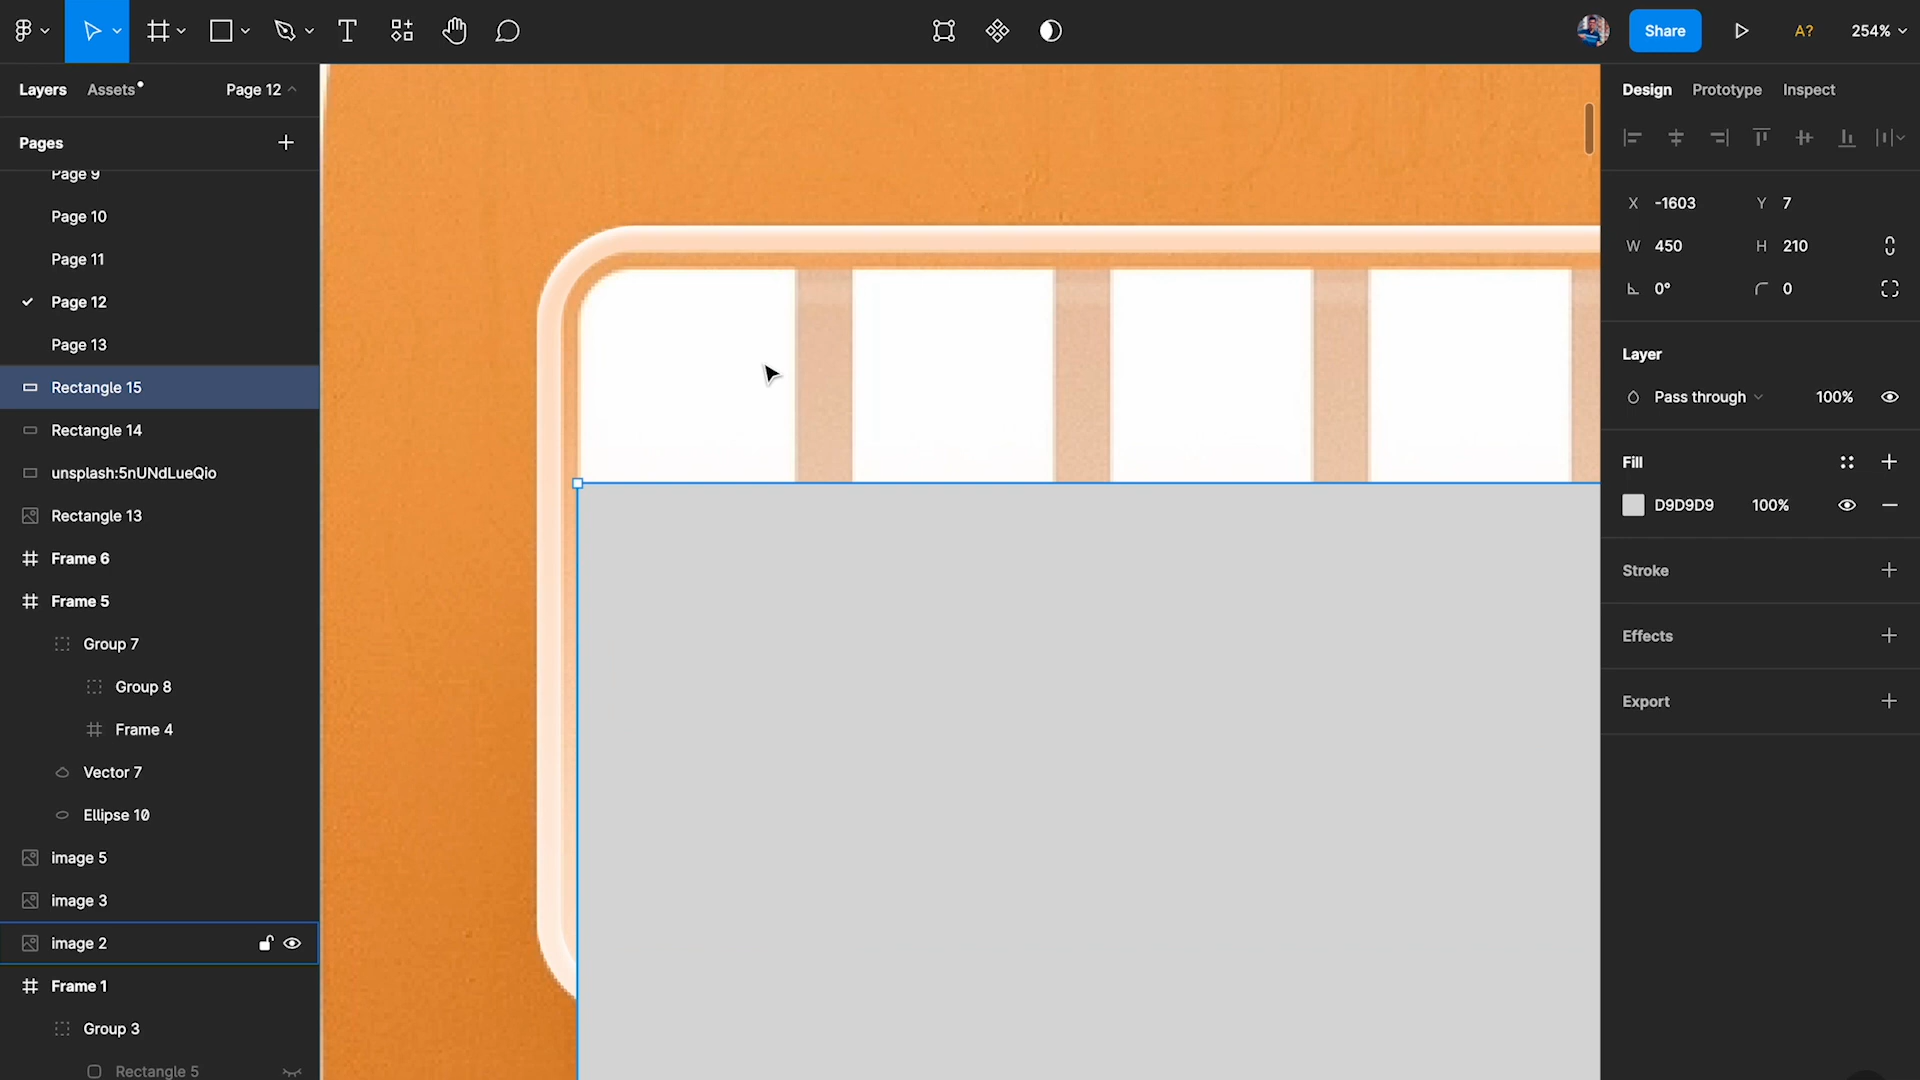 Share
A?
254%
Layers
Assets
Page 12
Design
Prototype
Inspect
Pages
Page 9
Page 10
Page 11
Page 12
Page 13
Rectangle 15
Rectangle 14
unsplash:5nUNdLueQio
Rectangle 13
Frame 6
Frame 5
Group 7
Group 8
Frame 4
Vector 7
Ellipse 10
image 5
image 3
image 2
Frame 1
Group 3
Rectangle 5
X -1603 Y 7
W 450 H 210
0° 0
Layer
Pass through 100%
Fill
D9D9D9 100%
Stroke
Effects
Export